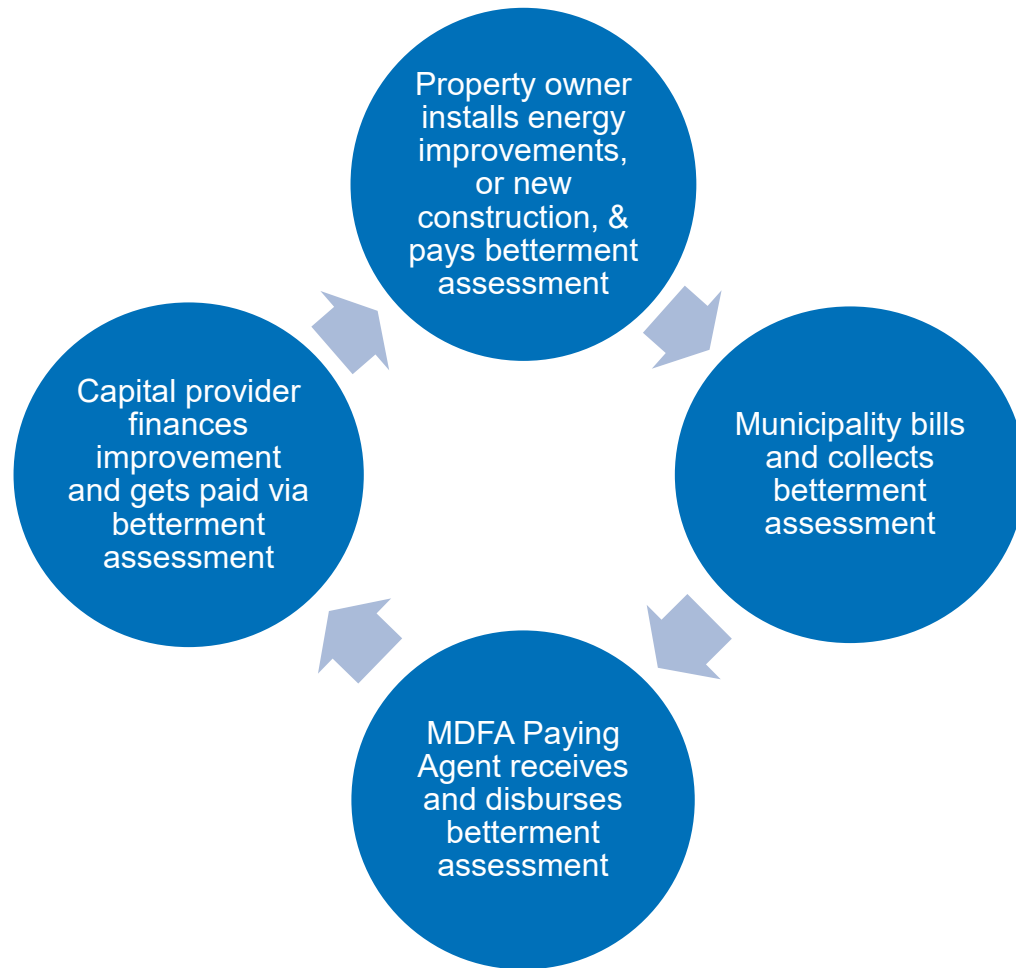 Property owner
installs energy
improvements,
or new
construction, &
pays betterment
assessment
Municipality bills
and collects
betterment
assessment
MDFA Paying
Agent receives
and disburses
betterment
assessment
Capital provider
finances
improvement
and gets paid via
betterment
assessment